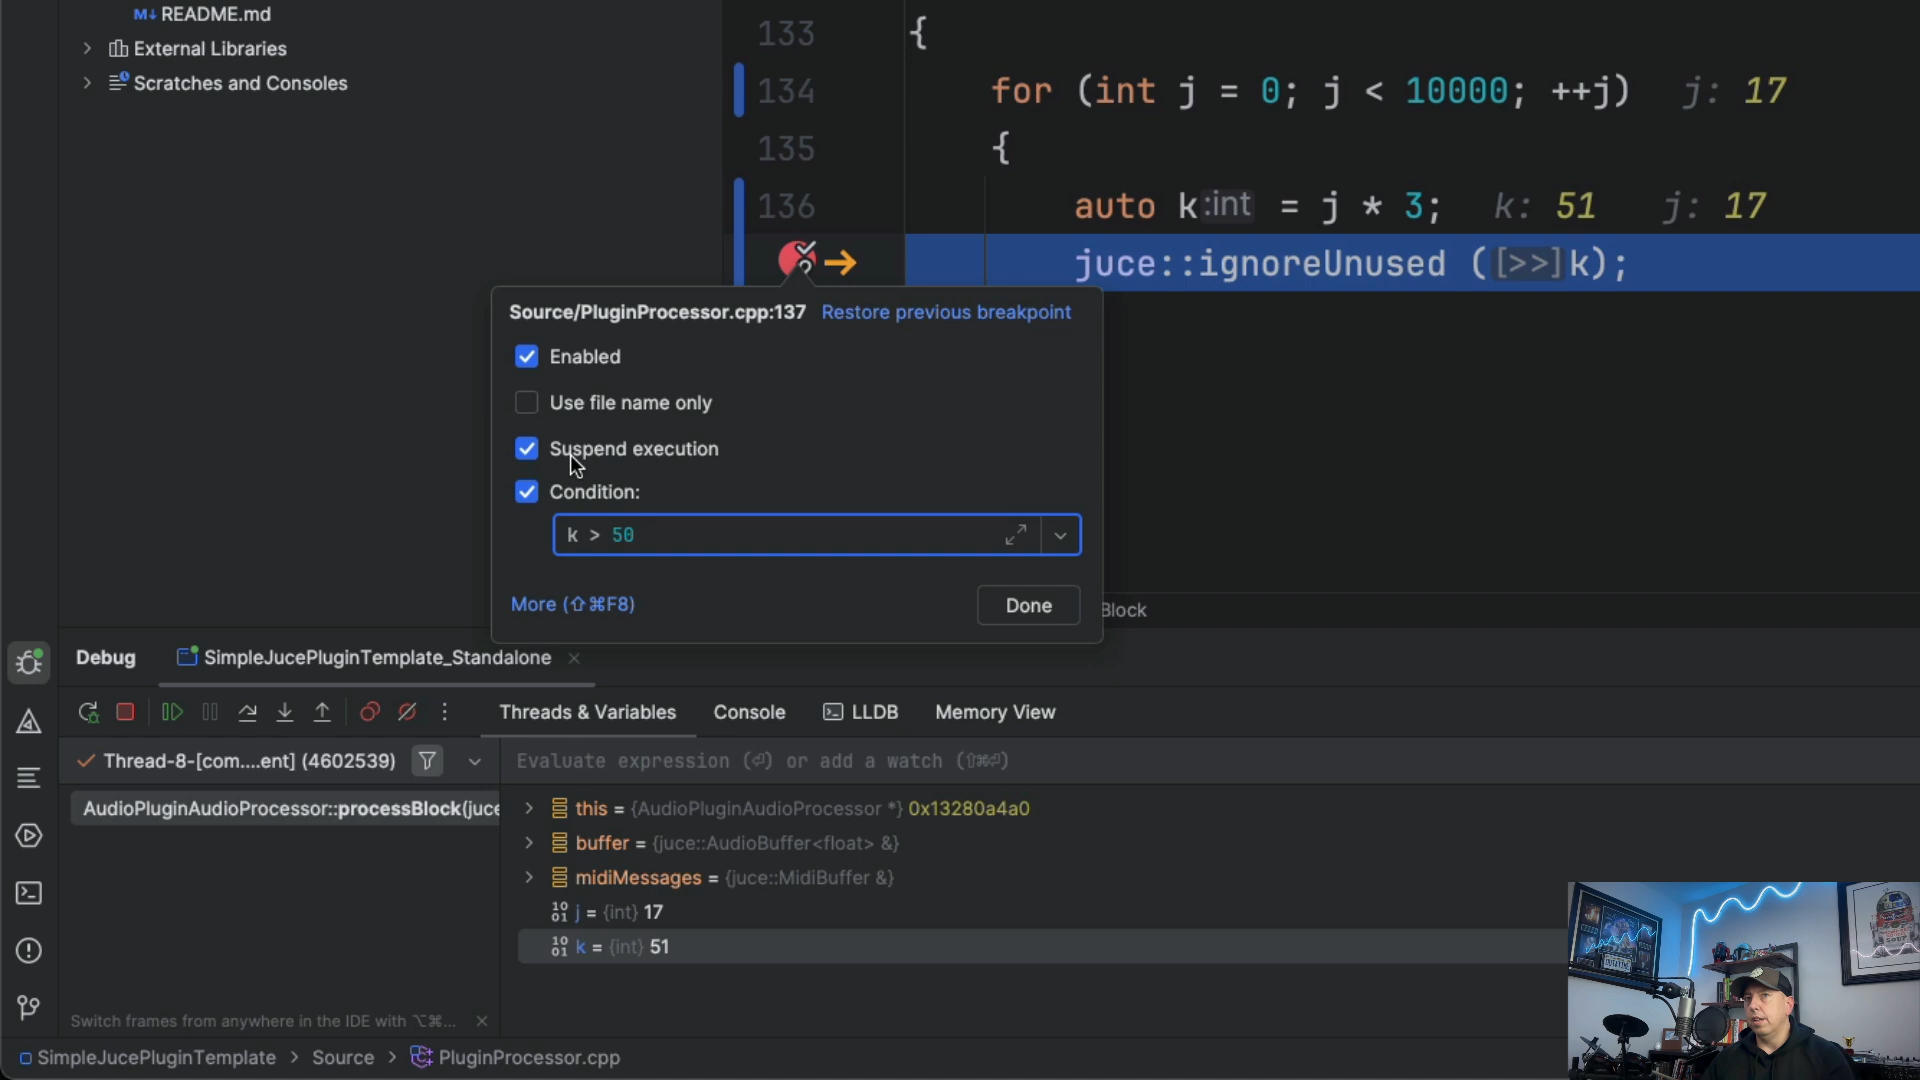 README.md
External Libraries
Scratches and Consoles
133 {
134 for (int j = 0; j < 10000; ++j) j: 17
135 {
136 auto k:int = j * 3; k: 51 j: 17
juce::ignoreUnused ([>>]k);
Source/PluginProcessor.cpp:137 Restore previous breakpoint
Enabled
Use file name only
Suspend execution
Condition:
k > 50
More (⇧⌘F8) Done
Block
Debug SimpleJucePluginTemplate_Standalone
Threads & Variables Console LLDB Memory View
Thread-8-[com....ent] (4602539)
Evaluate expression (⏎) or add a watch (⇧⌘⏎)
AudioPluginAudioProcessor::processBlock(juce
this = {AudioPluginAudioProcessor *} 0x13280a4a0
buffer = {juce::AudioBuffer<float> &}
midiMessages = {juce::MidiBuffer &}
j = {int} 17
k = {int} 51
Switch frames from anywhere in the IDE with ⌥⌘...
SimpleJucePluginTemplate > Source > PluginProcessor.cpp